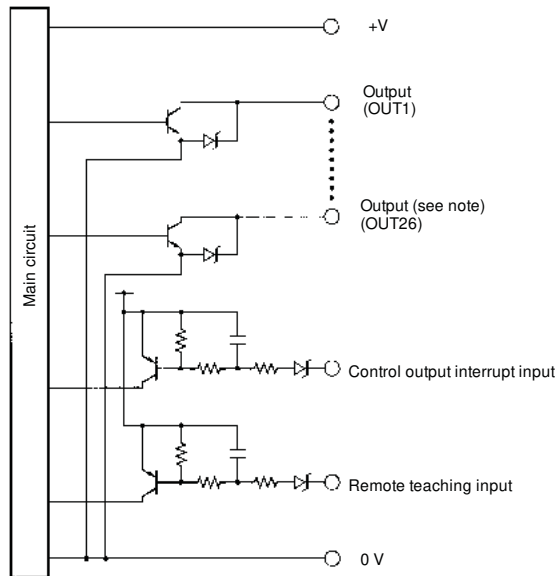 +V
Output
(OUT1)
Output (see note)
(OUT26)
Main circuit
Control output interrupt input
Remote teaching input
0 V